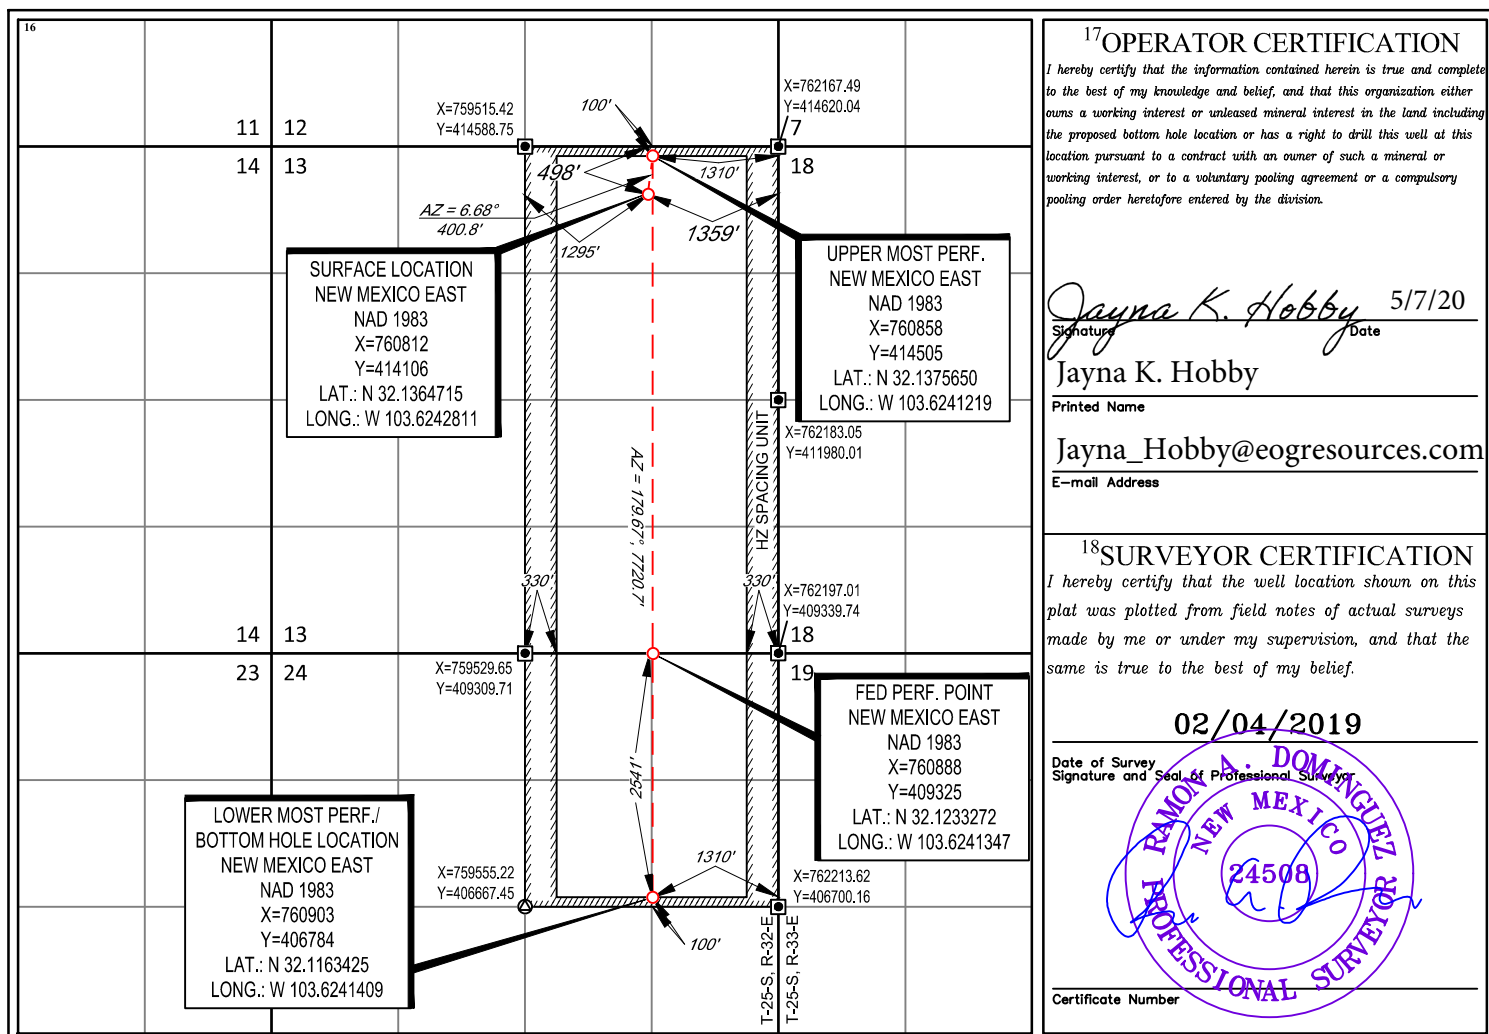 16
X=759515.42
Y=414588.75
100'
X=762167.49
Y=414620.04
11 12
7
14 13
18
498'
1310'
AZ = 6.68°
400.8'
1295'
1359'
SURFACE LOCATION
NEW MEXICO EAST
NAD 1983
X=760812
Y=414106
LAT.: N 32.1364715
LONG.: W 103.6242811
UPPER MOST PERF.
NEW MEXICO EAST
NAD 1983
X=760858
Y=414505
LAT.: N 32.1375650
LONG.: W 103.6241219
X=762183.05
Y=411980.01
AZ = 179.67°, 7720.7'
HZ SPACING UNIT
330'
330'
X=762197.01
Y=409339.74
14 13
18
23 24
19
X=759529.65
Y=409309.71
FED PERF. POINT
NEW MEXICO EAST
NAD 1983
X=760888
Y=409325
LAT.: N 32.1233272
LONG.: W 103.6241347
2541'
LOWER MOST PERF./
BOTTOM HOLE LOCATION
NEW MEXICO EAST
NAD 1983
X=760903
Y=406784
LAT.: N 32.1163425
LONG.: W 103.6241409
X=759555.22
Y=406667.45
1310'
X=762213.62
Y=406700.16
100'
T-25-S, R-32-E
T-25-S, R-33-E
17OPERATOR CERTIFICATION
I hereby certify that the information contained herein is true and complete
to the best of my knowledge and belief, and that this organization either
owns a working interest or unleased mineral interest in the land including
the proposed bottom hole location or has a right to drill this well at this
location pursuant to a contract with an owner of such a mineral or
working interest, or to a voluntary pooling agreement or a compulsory
pooling order heretofore entered by the division.
Jayna K. Hobby 5/7/20
Signature Date
Jayna K. Hobby
Printed Name
Jayna_Hobby@eogresources.com
E-mail Address
18SURVEYOR CERTIFICATION
I hereby certify that the well location shown on this
plat was plotted from field notes of actual surveys
made by me or under my supervision, and that the
same is true to the best of my belief.
02/04/2019
Date of Survey
Signature and Seal of Professional Surveyor
RAMON A. DOMINGUEZ
NEW MEXICO
24508
PROFESSIONAL SURVEYOR
Certificate Number